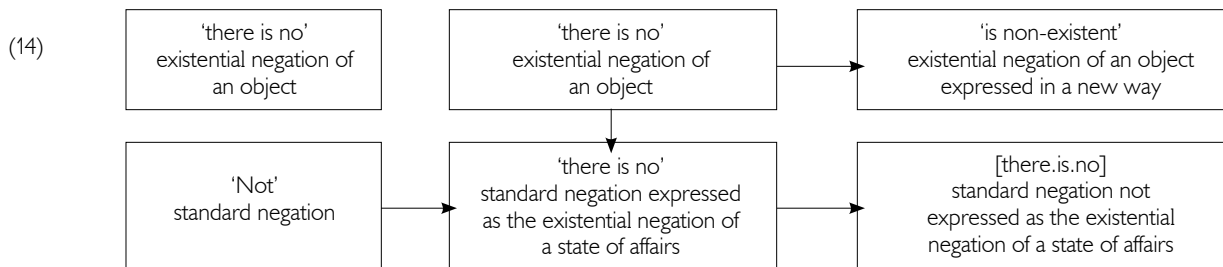 (14)
‘there is no’
existential negation of
an object
‘there is no’
existential negation of
an object
‘is non-existent’
existential negation of an object
expressed in a new way
‘Not’
standard negation
‘there is no’
standard negation expressed
as the existential negation of
a state of affairs
[there.is.no]
standard negation not
expressed as the existential
negation of a state of affairs